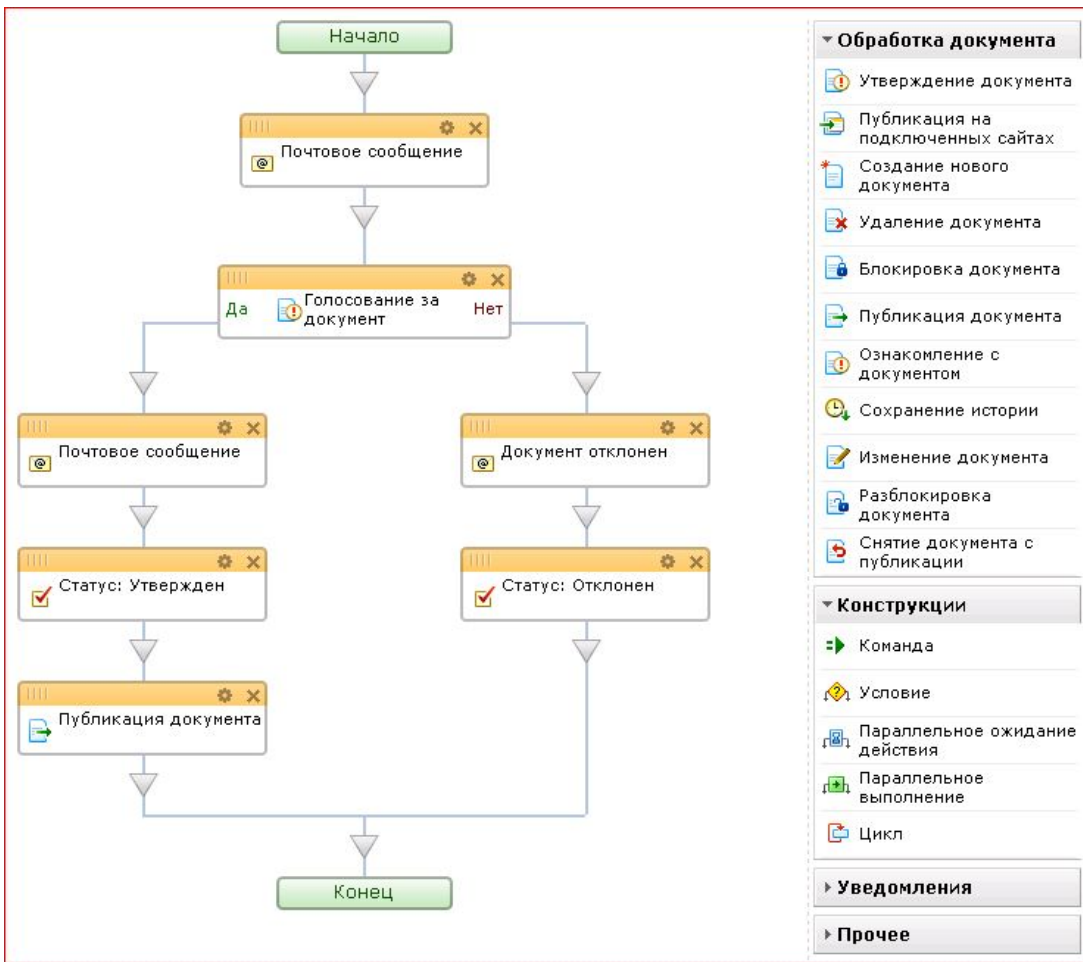 Начало
Почтовое сообщение
Да
Голосование за
документ
Нет
Почтовое сообщение
Документ отклонен
Статус: Утвержден
Статус: Отклонен
Публикация документа
Конец
Обработка документа
Утверждение документа
Публикация на
подключенных сайтах
Создание нового
документа
Удаление документа
Блокировка документа
Публикация документа
Ознакомление с
документом
Сохранение истории
Изменение документа
Разблокировка
документа
Снятие документа с
публикации
Конструкции
Команда
Условие
Параллельное ожидание
действия
Параллельное
выполнение
Цикл
Уведомления
Прочее